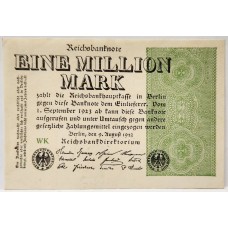 Reichsbanknote
EINE MILLION
MARK
zahlt die Reichsbankhauptkasse in Berlin
gegen diese Banknote dem Einlieferer. Vom
1. September 1923 ab kann diese Banknote
aufgerufen und unter Umtausch gegen andere
gesetzliche Zahlungsmittel eingezogen werden
Berlin, den 9. August 1923
WK Reichsbankdirektorium